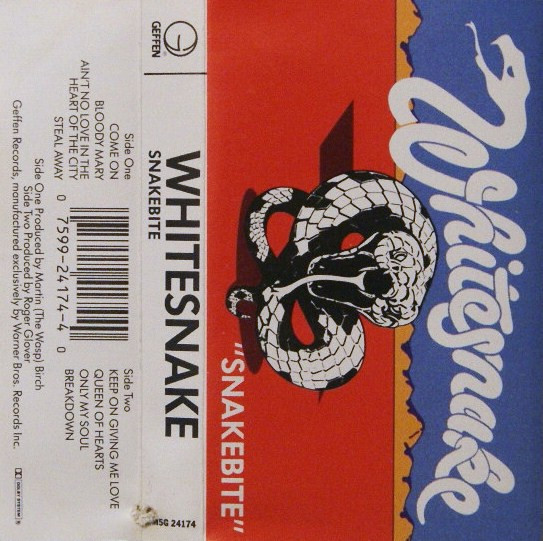 Whitesnake
"SNAKEBITE"
WHITESNAKE
SNAKEBITE
GEFFEN
M5G 24174
Side One
COME ON
BLOODY MARY
AIN'T NO LOVE IN THE
HEART OF THE CITY
STEAL AWAY
0 7599-24174-4 0
Side Two
KEEP ON GIVING ME LOVE
QUEEN OF HEARTS
ONLY MY SOUL
BREAKDOWN
Side One Produced by Martin (The Wasp) Birch
Side Two Produced by Roger Glover
Geffen Records, manufactured exclusively by Warner Bros. Records Inc.
DOLBY SYSTEM ®